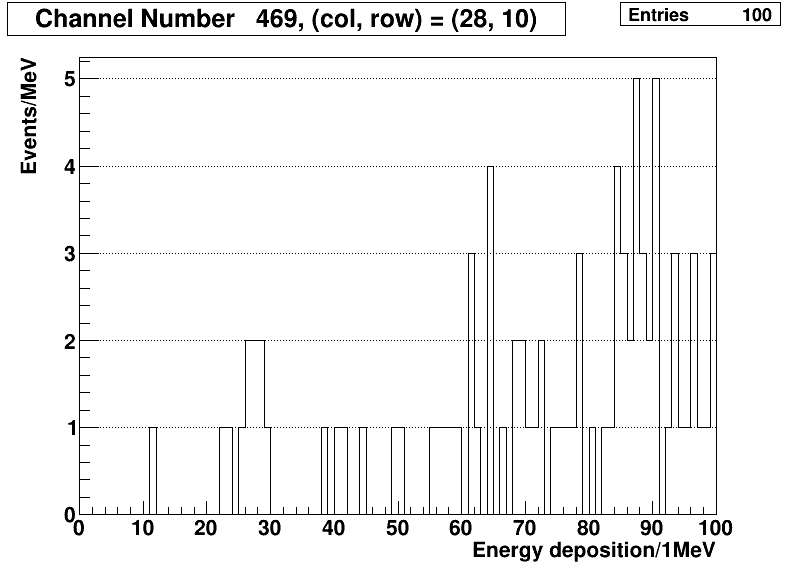 Channel Number 469, (col, row) = (28, 10)
Entries 100
Events/MeV
5
4
3
2
1
0
0 10 20 30 40 50 60 70 80 90 100
Energy deposition/1MeV